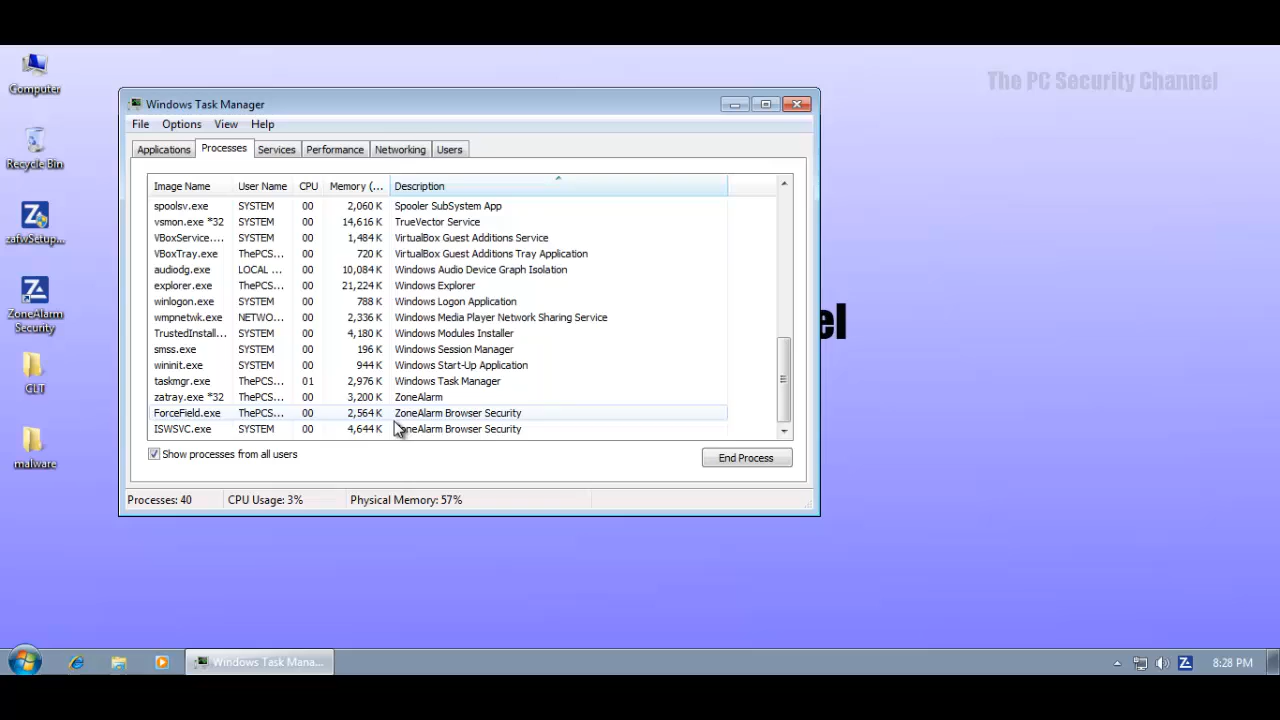 The PC Security Channel
Computer
Recycle Bin
zafwSetup...
ZoneAlarm
Security
CLT
malware
el
Windows Task Manager
File Options View Help
Applications Processes Services Performance Networking Users
Image Name User Name CPU Memory (... Description
spoolsv.exe SYSTEM 00 2,060 K Spooler SubSystem App
vsmon.exe *32 SYSTEM 00 14,616 K TrueVector Service
VBoxService.... SYSTEM 00 1,484 K VirtualBox Guest Additions Service
VBoxTray.exe ThePCS... 00 720 K VirtualBox Guest Additions Tray Application
audiodg.exe LOCAL ... 00 10,084 K Windows Audio Device Graph Isolation
explorer.exe ThePCS... 00 21,224 K Windows Explorer
winlogon.exe SYSTEM 00 788 K Windows Logon Application
wmpnetwk.exe NETWO... 00 2,336 K Windows Media Player Network Sharing Service
TrustedInstall... SYSTEM 00 4,180 K Windows Modules Installer
smss.exe SYSTEM 00 196 K Windows Session Manager
wininit.exe SYSTEM 00 944 K Windows Start-Up Application
taskmgr.exe ThePCS... 01 2,976 K Windows Task Manager
zatray.exe *32 ThePCS... 00 3,200 K ZoneAlarm
ForceField.exe ThePCS... 00 2,564 K ZoneAlarm Browser Security
ISWSVC.exe SYSTEM 00 4,644 K ZoneAlarm Browser Security
Show processes from all users
End Process
Processes: 40 CPU Usage: 3% Physical Memory: 57%
Windows Task Mana... 8:28 PM